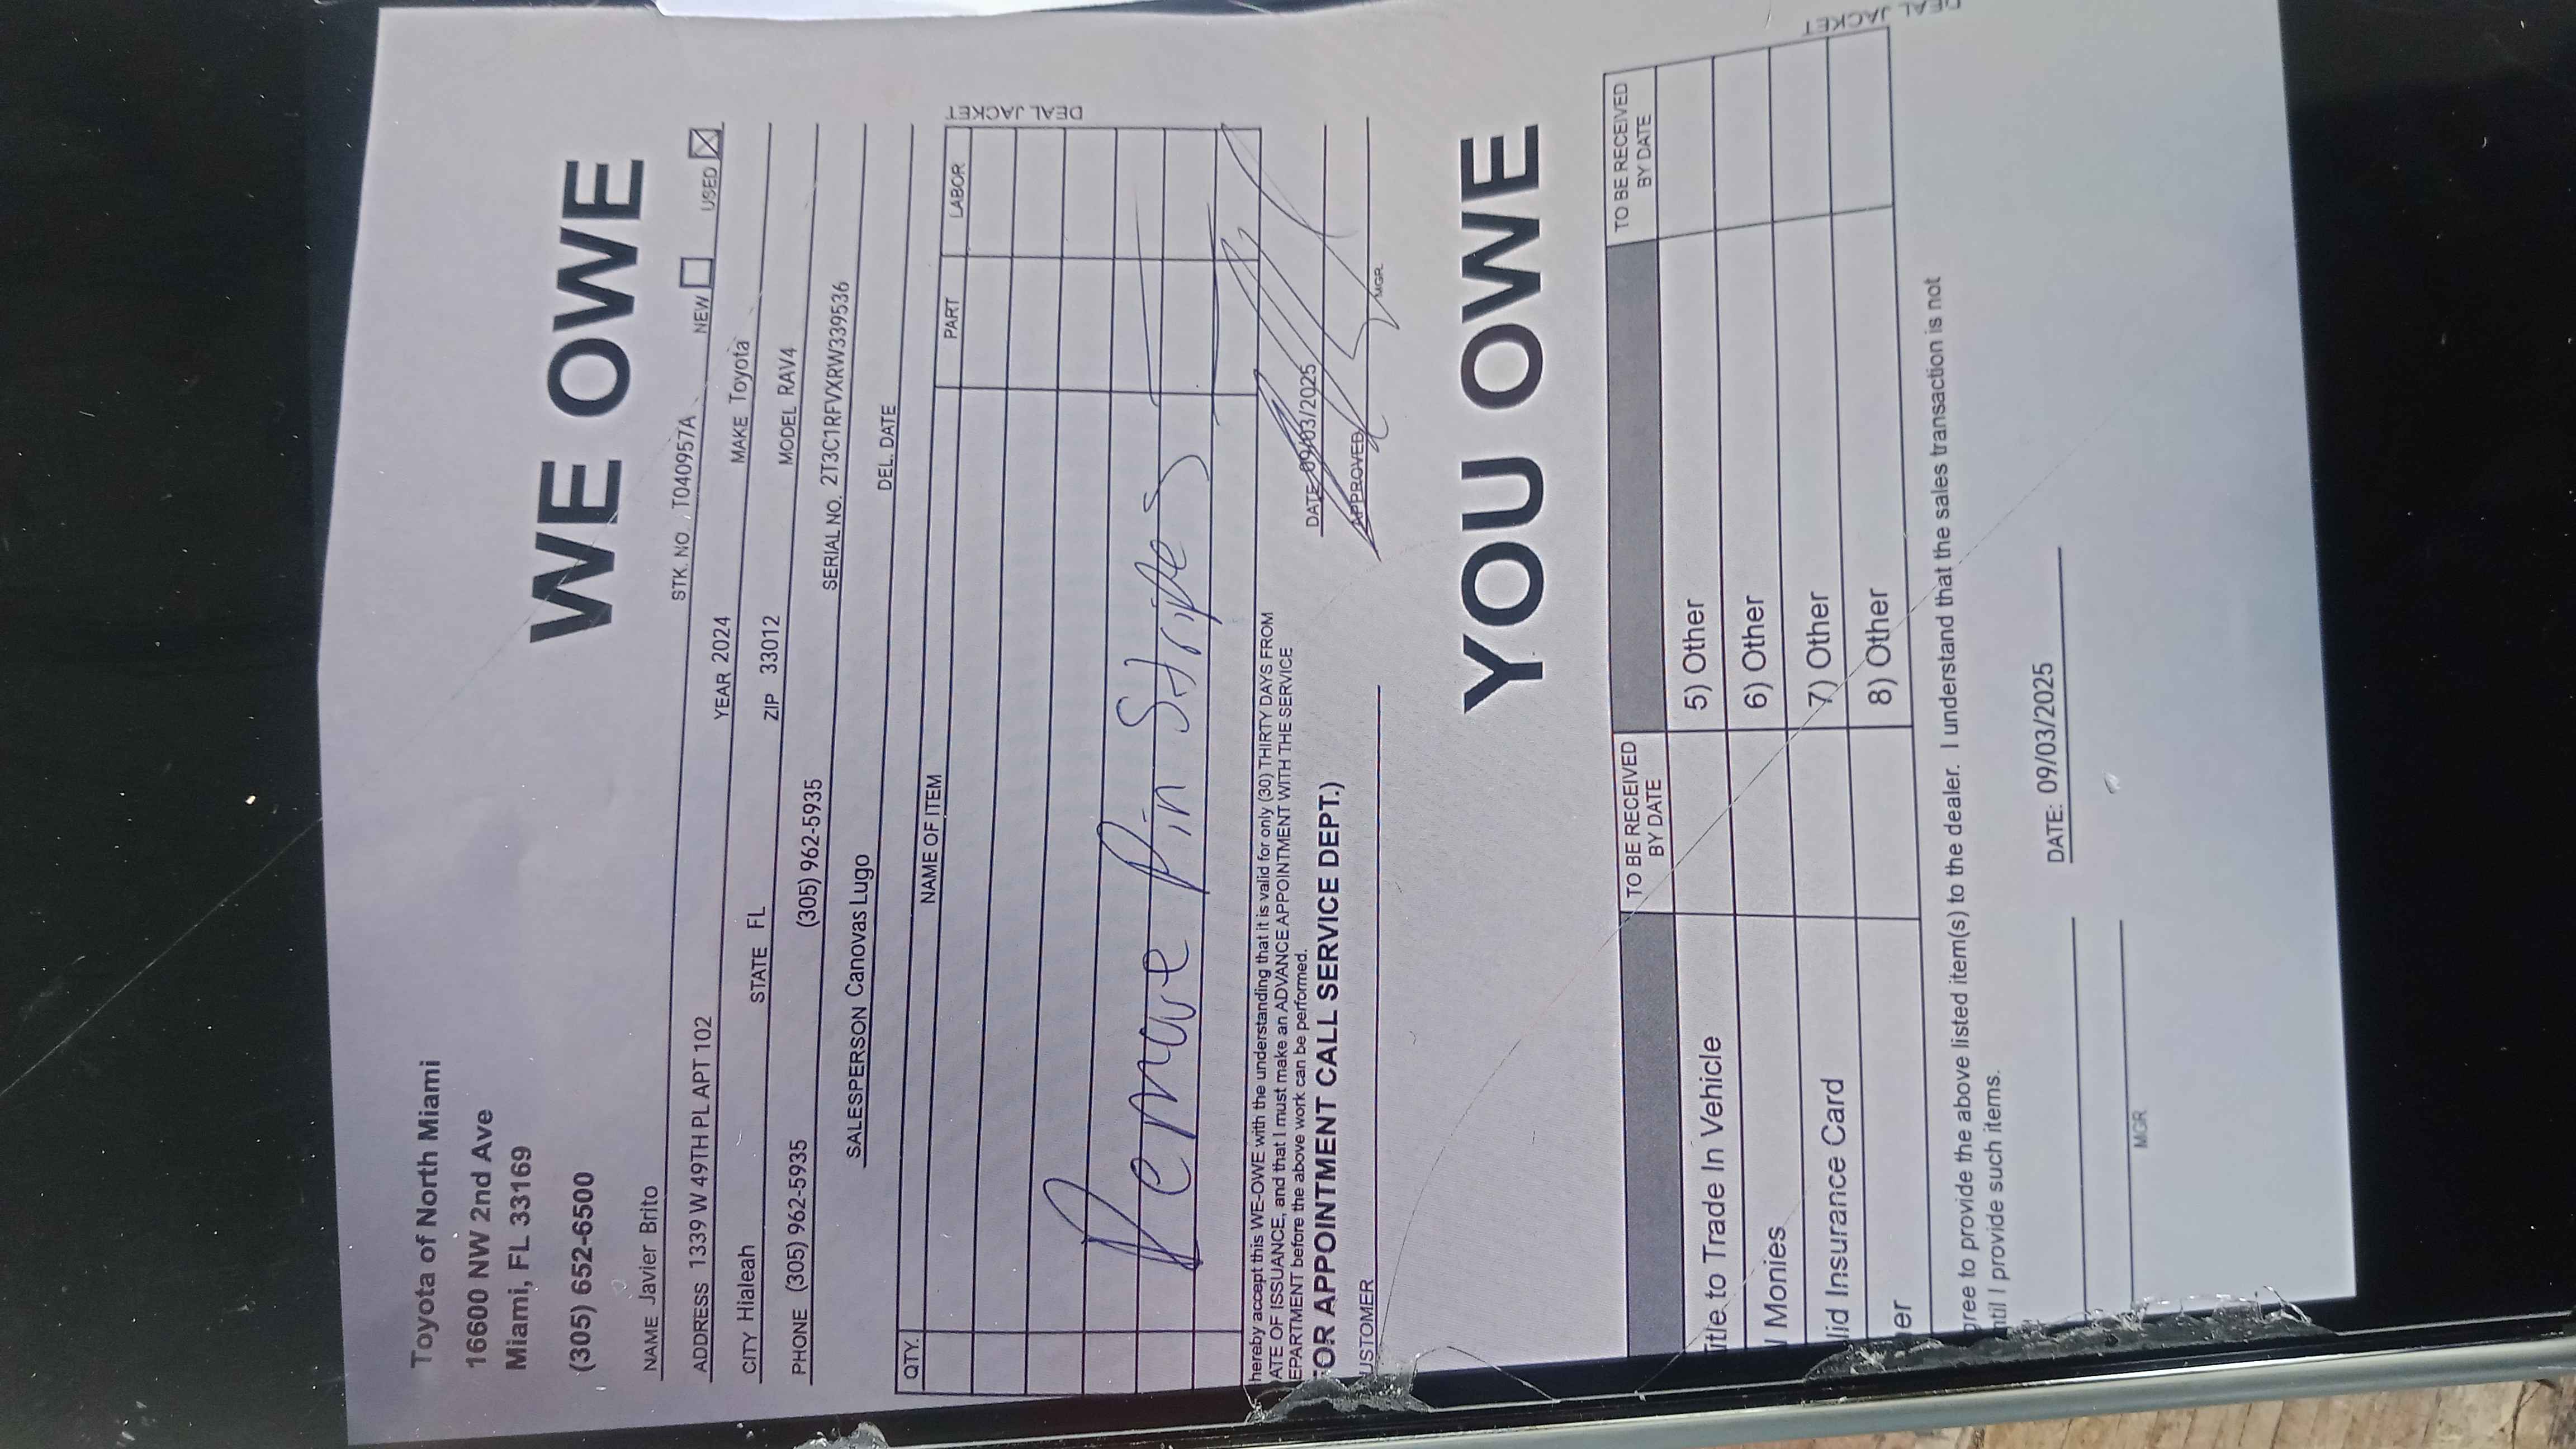 Toyota of North Miami
16600 NW 2nd Ave
Miami, FL 33169
(305) 652-6500
WE OWE
NAME Javier Brito STK. NO. T040957A NEW USED
ADDRESS 1339 W 49TH PL APT 102 YEAR 2024 MAKE Toyota
CITY Hialeah STATE FL ZIP 33012 MODEL RAV4
PHONE (305) 962-5935 (305) 962-5935 SERIAL NO. 2T3C1RFVXRW339536
SALESPERSON Canovas Lugo DEL. DATE
QTY. NAME OF ITEM PART LABOR
DEAL JACKET
Remove Pin Stripes
hereby accept this WE-OWE with the understanding that it is valid for only (30) THIRTY DAYS FROM
ATE OF ISSUANCE, and that I must make an ADVANCE APPOINTMENT WITH THE SERVICE
EPARTMENT before the above work can be performed.
FOR APPOINTMENT CALL SERVICE DEPT.)
DATE 09/03/2025
USTOMER APPROVED
MGR.
YOU OWE
TO BE RECEIVED BY DATE TO BE RECEIVED BY DATE
DEAL JACKET
DEAL JACKET
itle to Trade In Vehicle 5) Other
l Monies 6) Other
lid Insurance Card 7) Other
er 8) Other
gree to provide the above listed item(s) to the dealer. I understand that the sales transaction is not
ntil I provide such items.
DATE: 09/03/2025
MGR